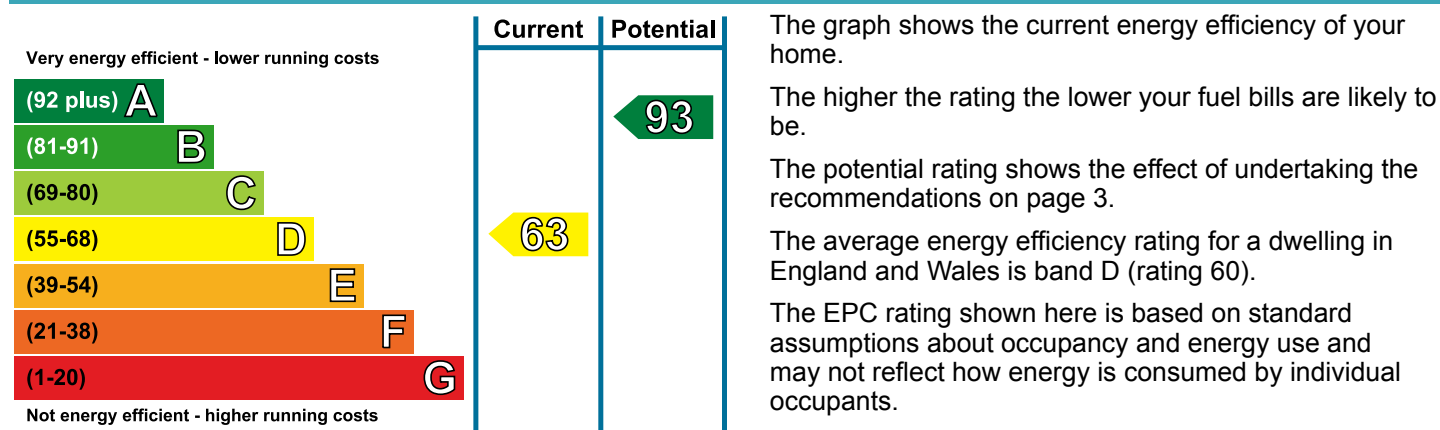 Current Potential
Very energy efficient - lower running costs
(92 plus) A
93
(81-91) B
(69-80) C
(55-68) D
63
(39-54) E
(21-38) F
(1-20) G
Not energy efficient - higher running costs
The graph shows the current energy efficiency of your
home.
The higher the rating the lower your fuel bills are likely to
be.
The potential rating shows the effect of undertaking the
recommendations on page 3.
The average energy efficiency rating for a dwelling in
England and Wales is band D (rating 60).
The EPC rating shown here is based on standard
assumptions about occupancy and energy use and
may not reflect how energy is consumed by individual
occupants.